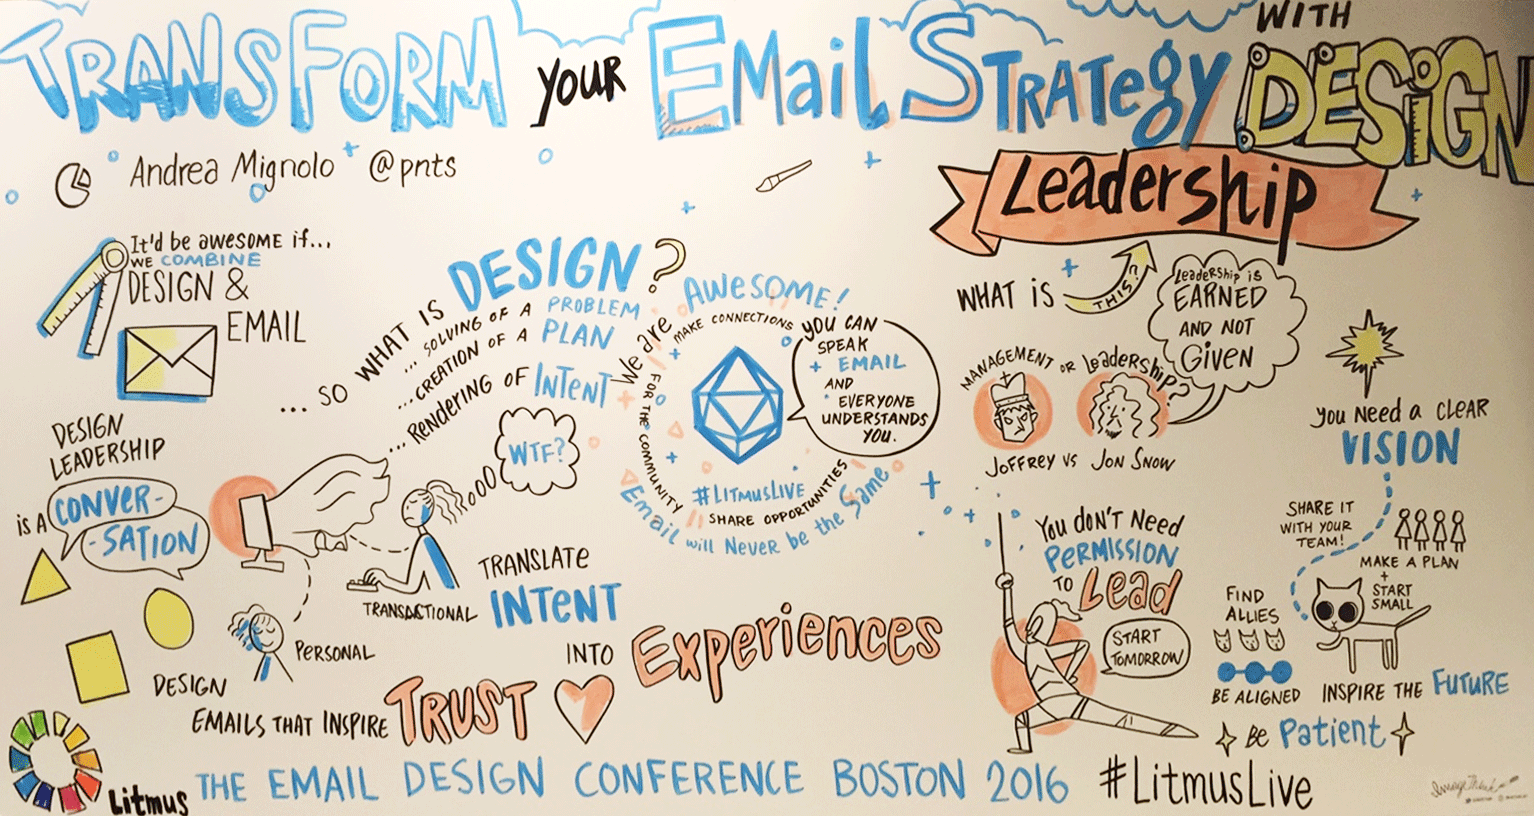 TRANSFORM your EMail STRATegy WITH DESIGN
Leadership
Andrea Mignolo @pnts
It'd be awesome if...
WE COMBINE
DESIGN &
EMAIL
... SO WHAT IS DESIGN?
... SOLVING OF A PROBLEM
... CREATION OF A PLAN
... Rendering OF INTENT
WTF?
DESIGN
LEADERSHIP
IS A CONVER-
-SATION
TRANSACTIONAL
PERSONAL
TRANSLATE
INTENT
INTO Experiences
DESIGN
EMAILS THAT INSPIRE TRUST
We are Awesome!
MAKE CONNECTIONS
FOR THE COMMUNITY
SHARE OPPORTUNITIES
#LITMUSLIVE
Email will Never be the Same
YOU CAN
SPEAK
+ EMAIL
AND
EVERYONE
UNDERSTANDS
YOU.
WHAT IS THIS?
Leadership is
EARNED
AND NOT
GIVEN
MANAGEMENT OR Leadership?
JOFFREY VS JON SNOW
YOU DON'T NEED
PERMISSION
TO Lead
START
TOMORROW
YOU NEED A CLEAR
VISION
SHARE IT
WITH YOUR
TEAM!
MAKE A PLAN
+
START
SMALL
FIND
ALLIES
BE ALIGNED
INSPIRE THE FUTURE
BE Patient
Litmus THE EMAIL DESIGN CONFERENCE BOSTON 2016 #LitmusLive
ImageThink